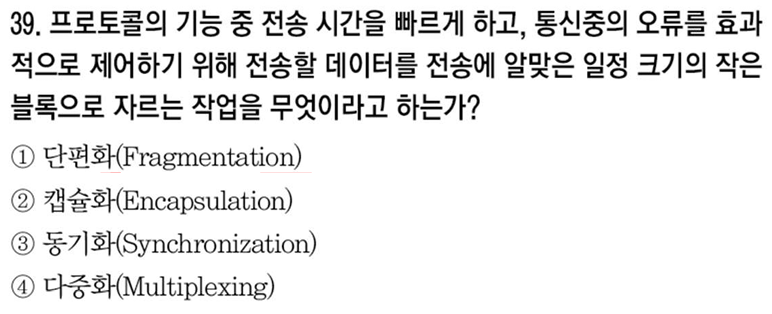 39. 프로토콜의 기능 중 전송 시간을 빠르게 하고, 통신중의 오류를 효과
적으로 제어하기 위해 전송할 데이터를 전송에 알맞은 일정 크기의 작은
블록으로 자르는 작업을 무엇이라고 하는가?
① 단편화(Fragmentation)
② 캡슐화(Encapsulation)
③ 동기화(Synchronization)
④ 다중화(Multiplexing)